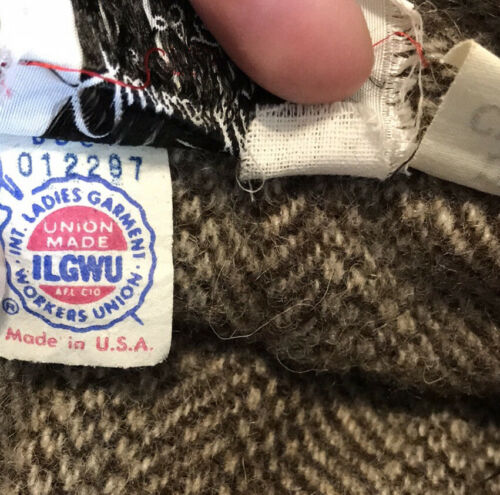 012297
INT. LADIES GARMENT
UNION
MADE
ILGWU
AFL CIO
WORKERS UNION
®
Made in U.S.A.